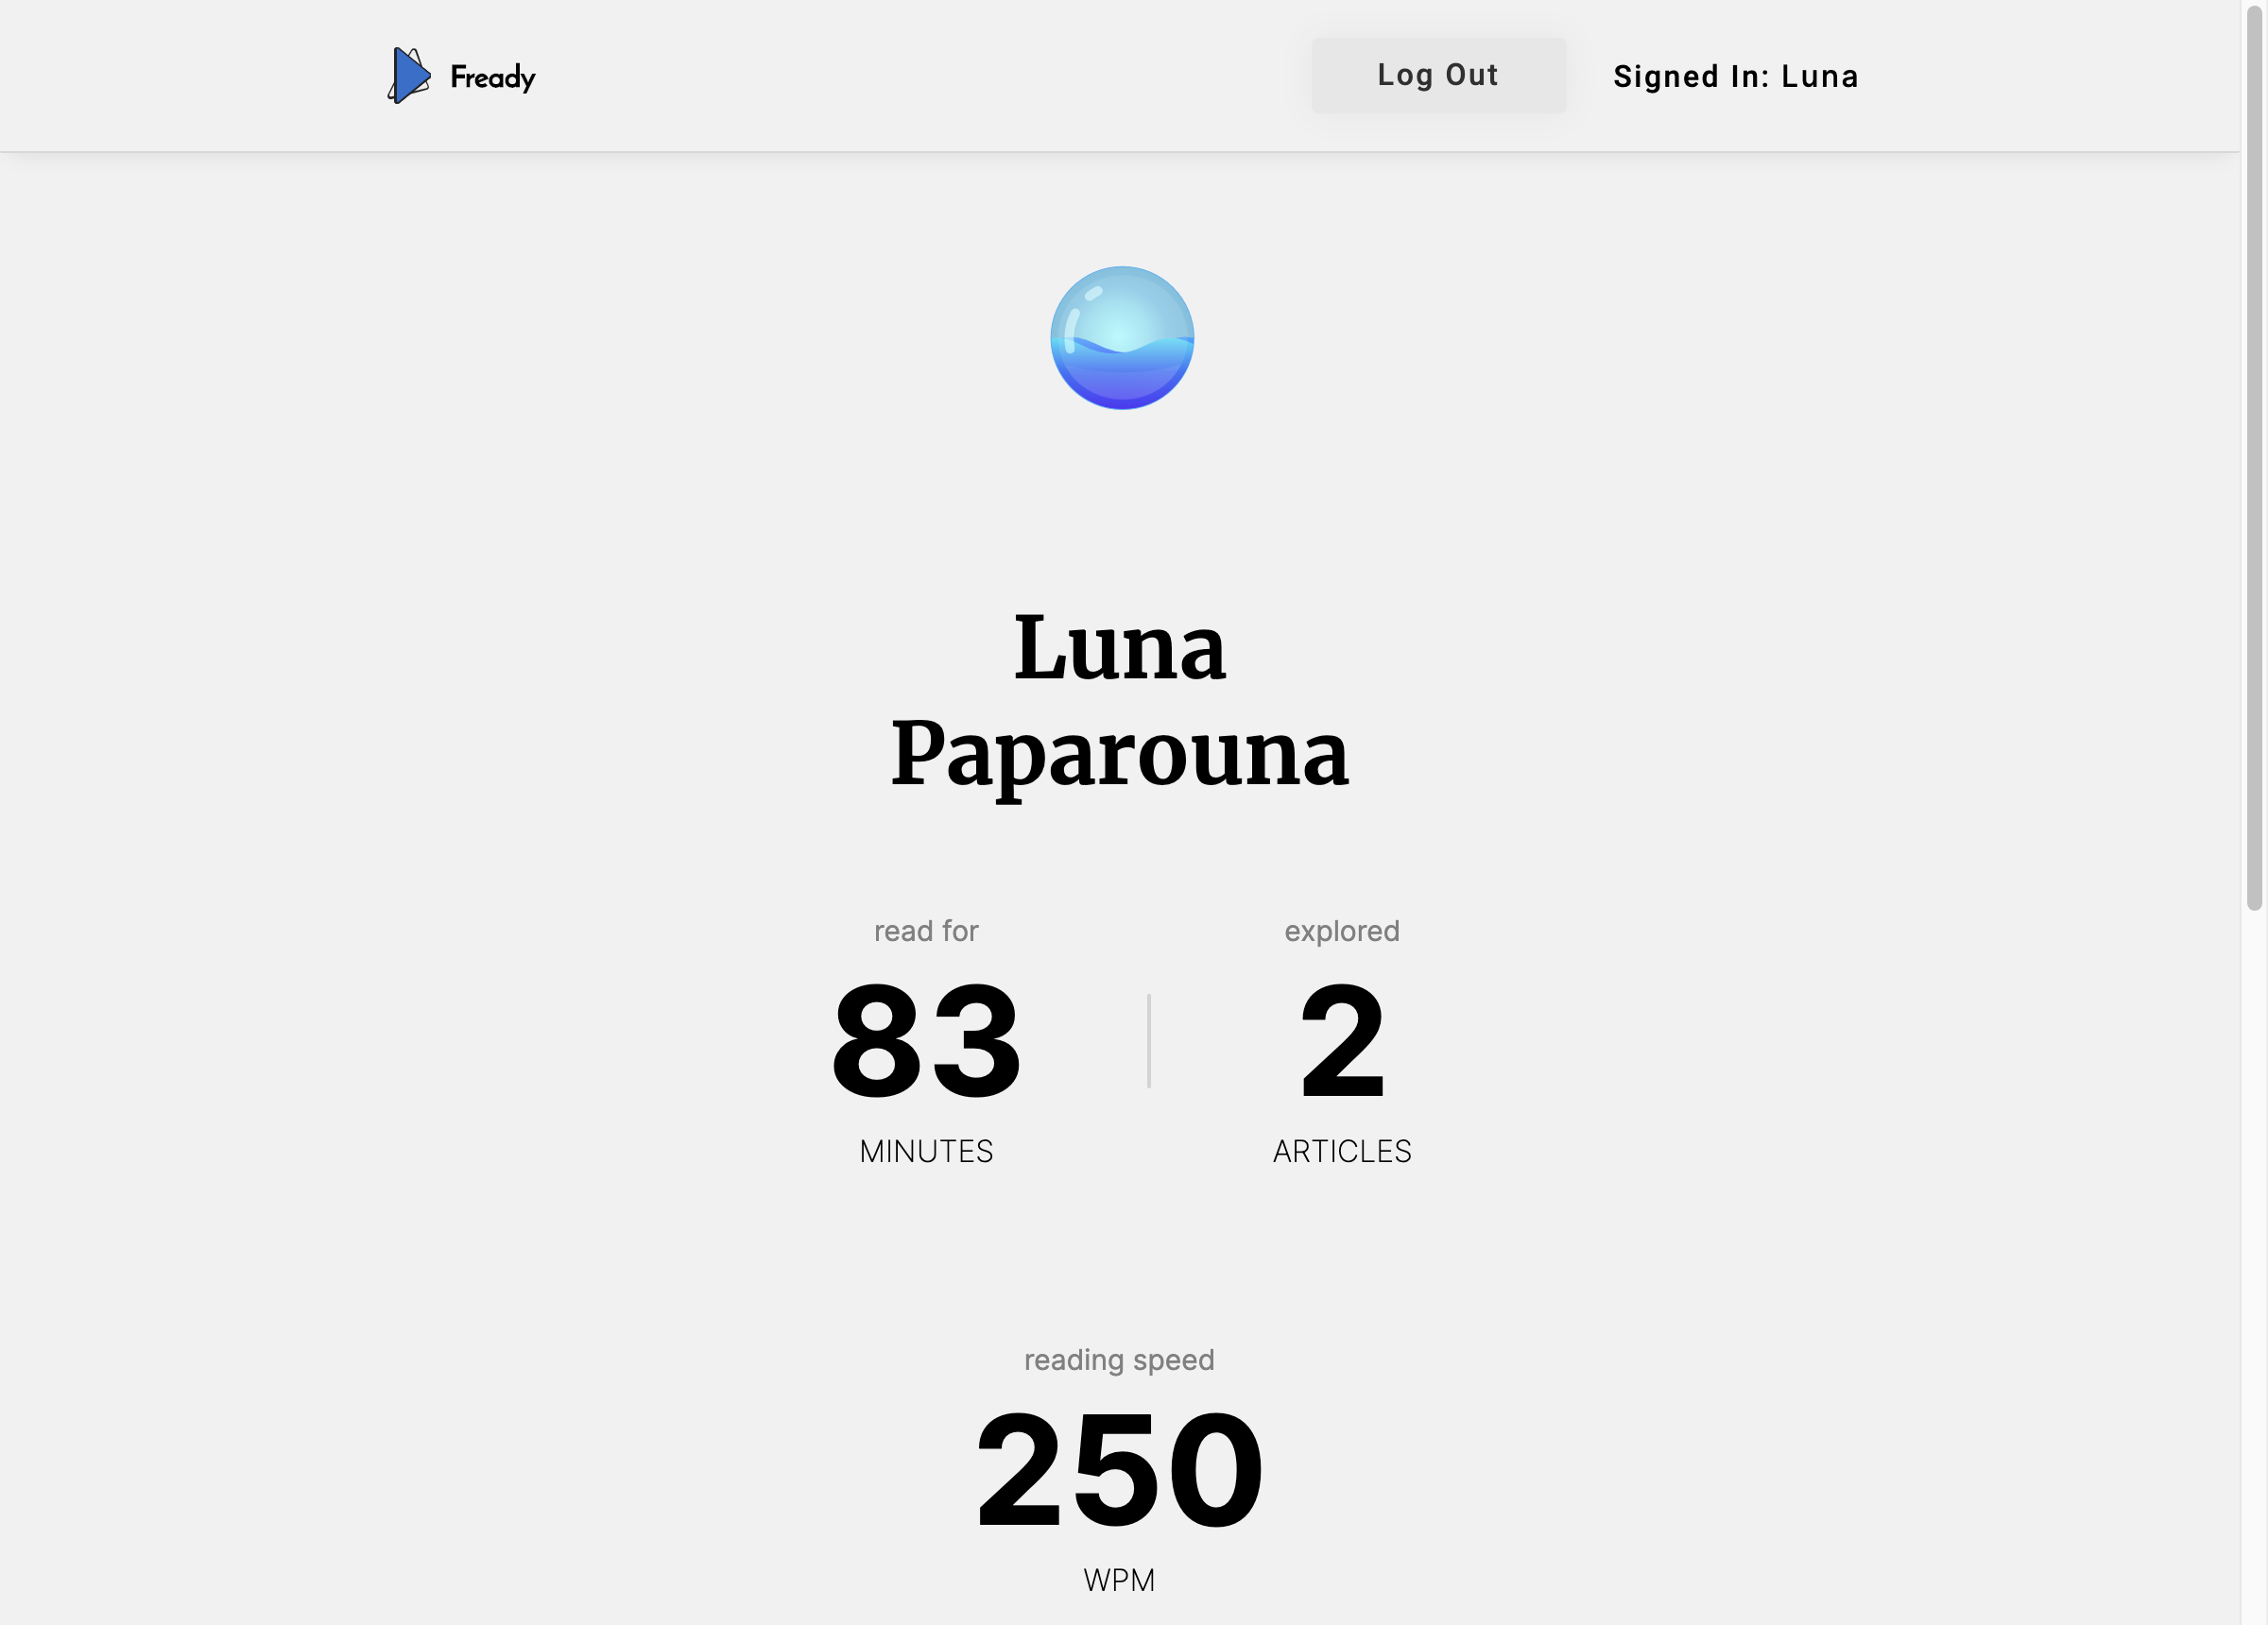 Fready
Log Out
Signed In: Luna
Luna
Paparouna
read for
83
MINUTES
explored
2
ARTICLES
reading speed
250
WPM